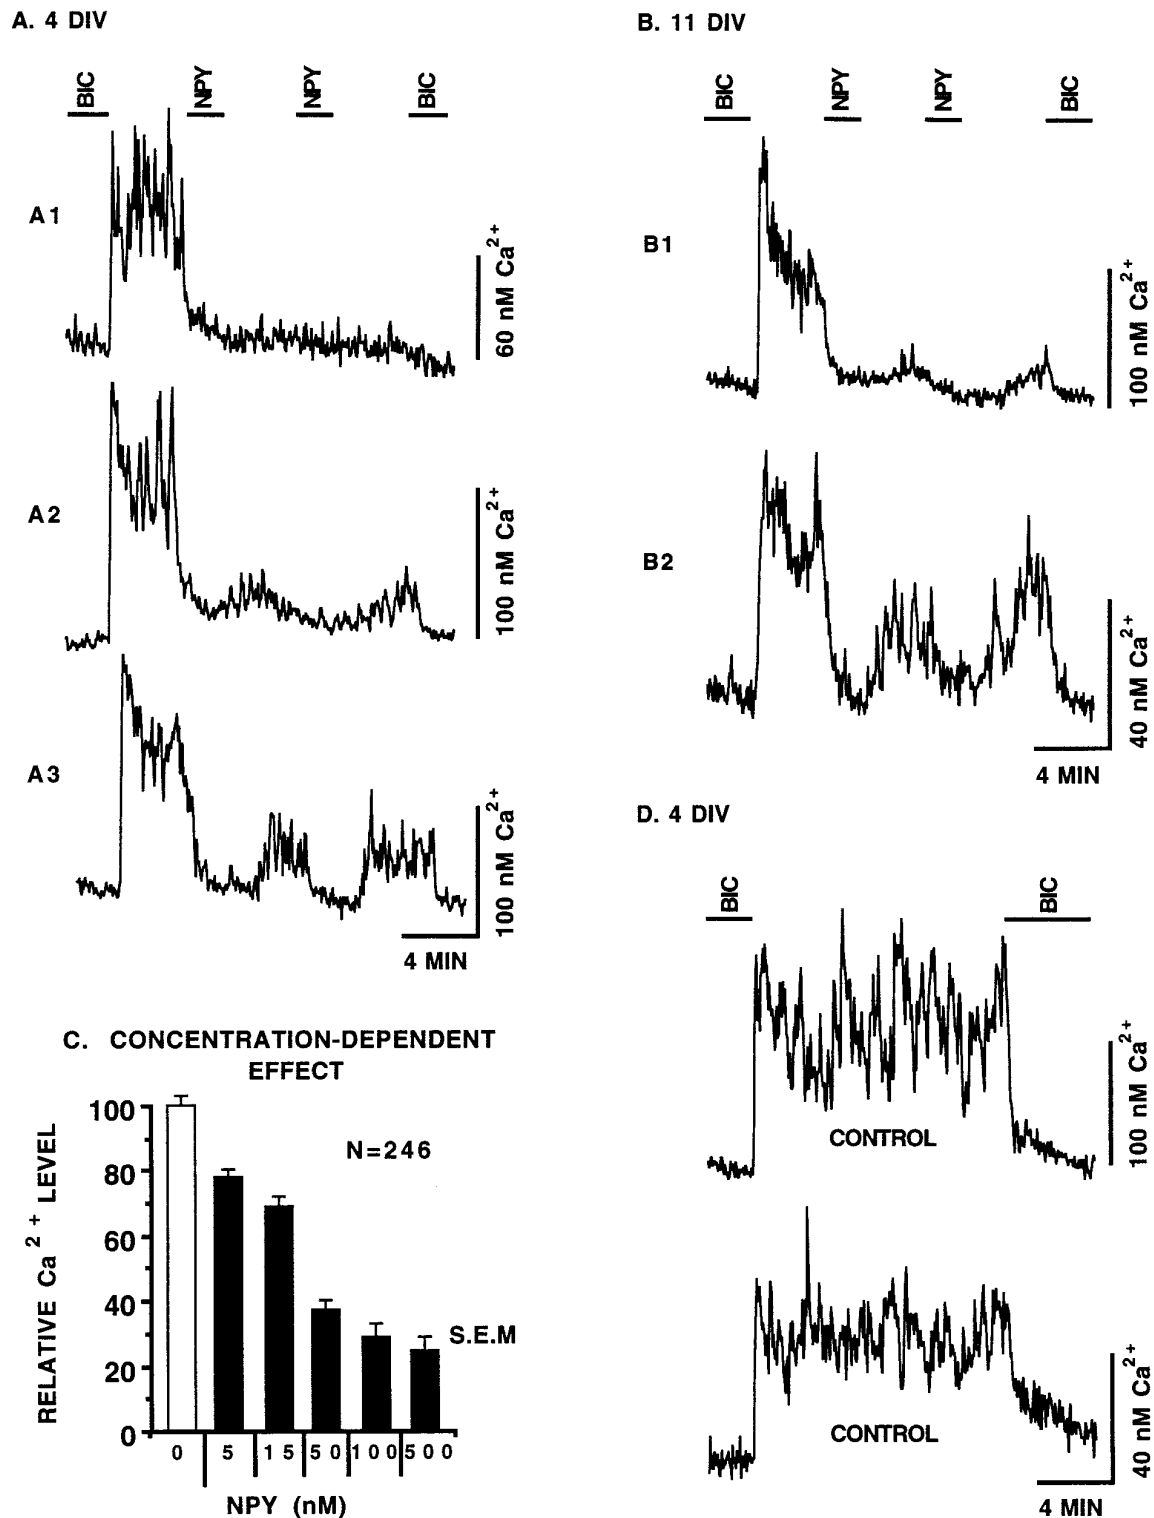 A. 4 DIV
BIC
NPY
NPY
BIC
A1
60 nM Ca2+
A2
100 nM Ca2+
A3
100 nM Ca2+
4 MIN
B. 11 DIV
BIC
NPY
NPY
BIC
B1
100 nM Ca2+
B2
40 nM Ca2+
4 MIN
C. CONCENTRATION-DEPENDENT
EFFECT
RELATIVE Ca 2+ LEVEL
100
80
60
40
20
0
N=246
S.E.M
0 5 15 50 100 500
NPY (nM)
D. 4 DIV
BIC
BIC
CONTROL
100 nM Ca2+
CONTROL
40 nM Ca2+
4 MIN